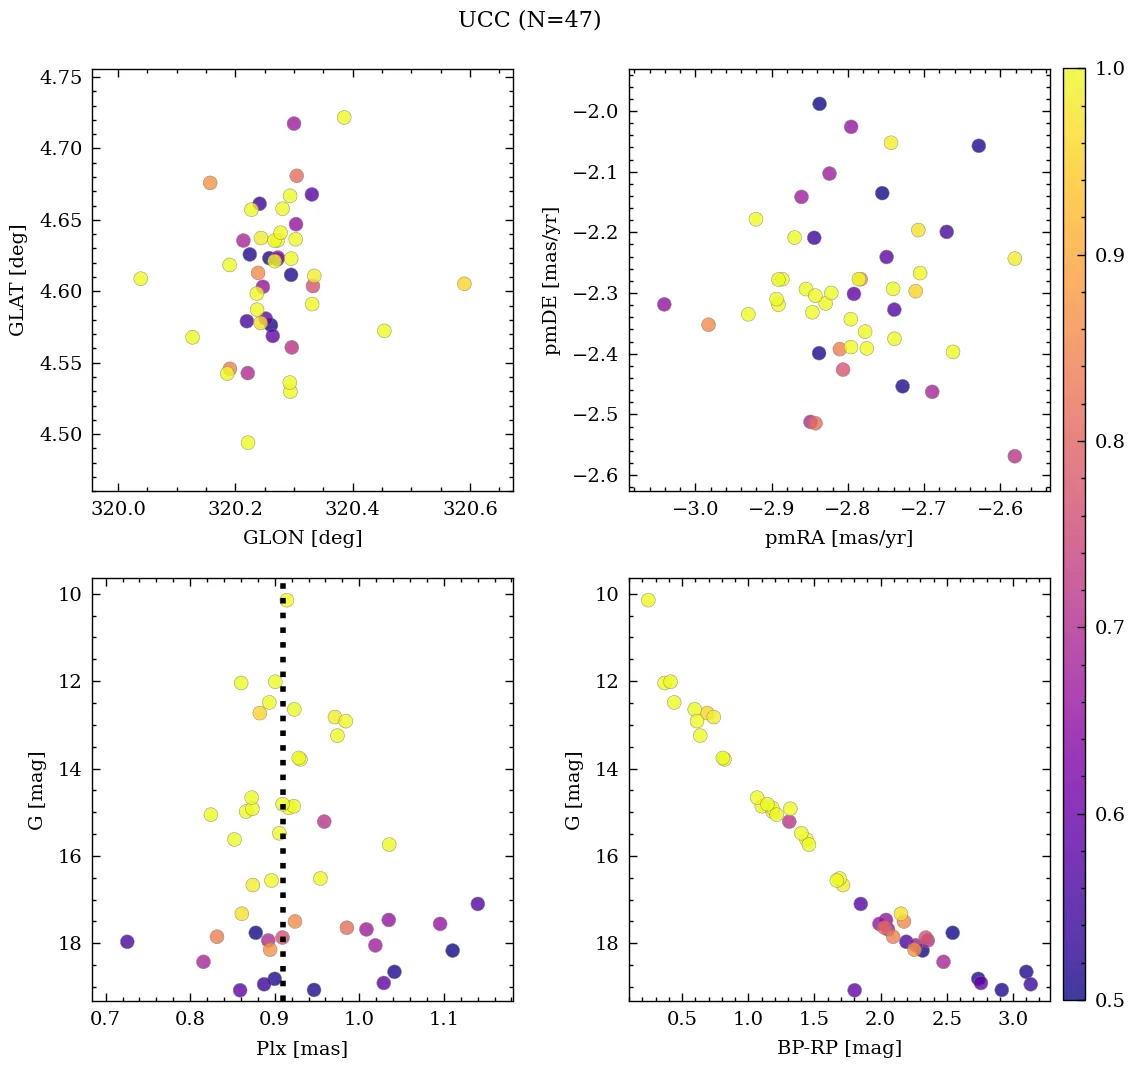 UCC (N=47)
4.75
4.70
4.65
4.60
4.55
4.50
GLAT [deg]
320.0 320.2 320.4 320.6
GLON [deg]
−2.0
−2.1
−2.2
−2.3
−2.4
−2.5
−2.6
pmDE [mas/yr]
−3.0 −2.9 −2.8 −2.7 −2.6
pmRA [mas/yr]
1.0
0.9
0.8
0.7
0.6
0.5
10
12
14
16
18
G [mag]
0.7 0.8 0.9 1.0 1.1
Plx [mas]
10
12
14
16
18
G [mag]
0.5 1.0 1.5 2.0 2.5 3.0
BP-RP [mag]